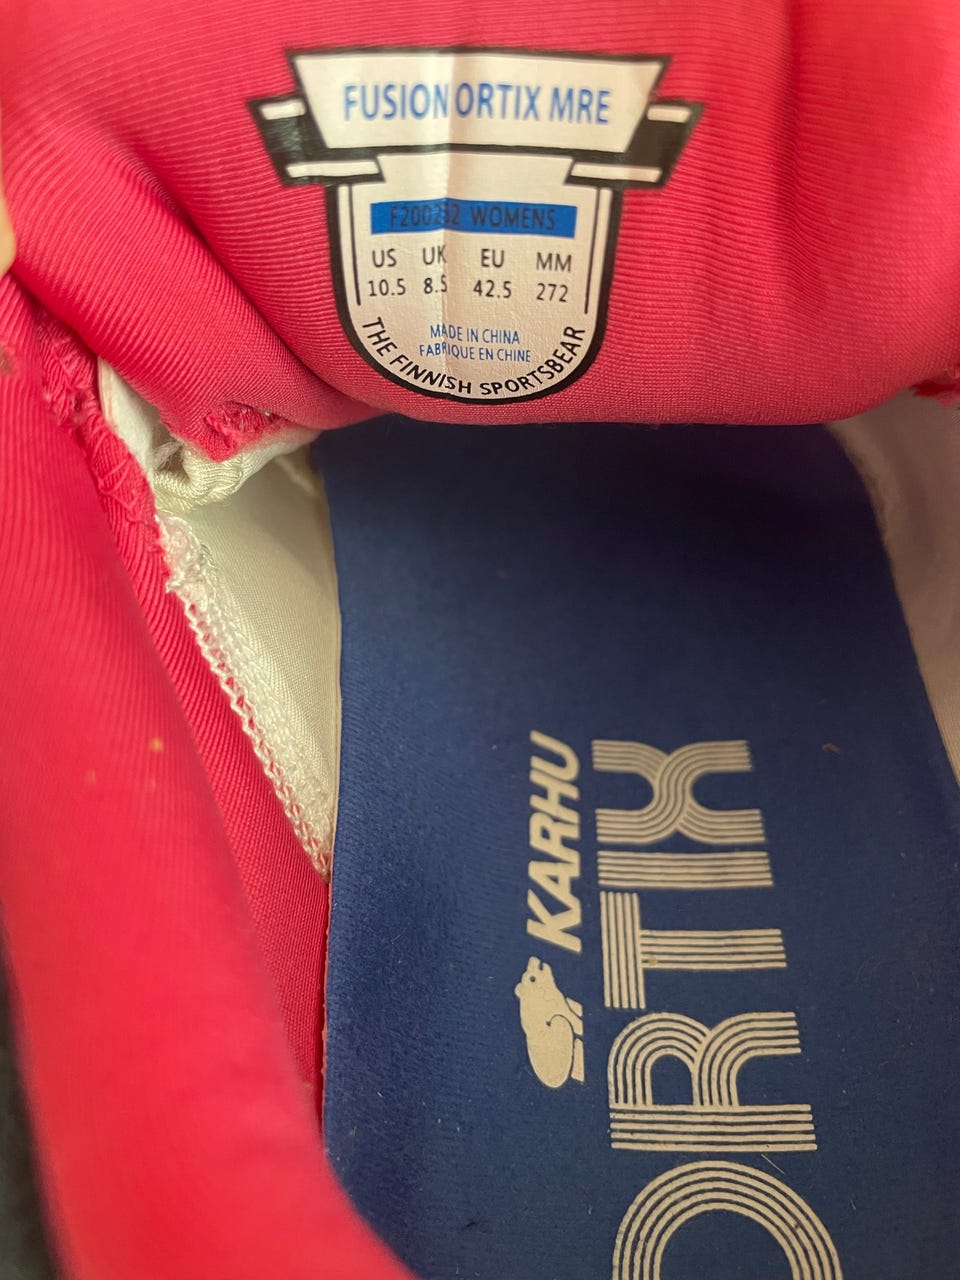 FUSION ORTIX MRE
F200252 WOMENS
US UK EU MM
10.5 8.5 42.5 272
MADE IN CHINA
FABRIQUE EN CHINE
THE FINNISH SPORTSBEAR
KARHU
ORTIX